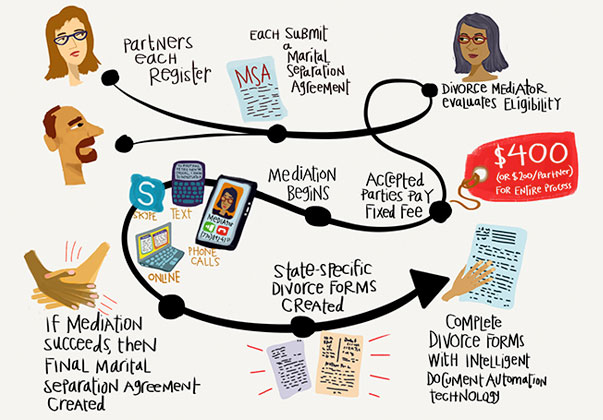 PARTNERS
EACH
REGISTER
EACH SUBMIT
a
MARITAL
SEPARATION
AGREEMENT
MSA
DIVORCE MEDIATOR
EVALUATES ELIGIBILITY
$400
(OR $200/PARTNER)
FOR ENTIRE PROCESS
ACCEPTED
PARTIES PAY
FIXED FEE
MEDIATION
BEGINS
S
SKYPE
TEXT
MEDIATOR
PHONE
CALLS
ONLINE
IF MEDIATION
SUCCEEDS, THEN
FINAL MARITAL
SEPARATION AGREEMENT
CREATED
STATE-SPECIFIC
DIVORCE FORMS
CREATED
COMPLETE
DIVORCE FORMS
WITH INTELLIGENT
DOCUMENT AUTOMATION
TECHNOLOGY